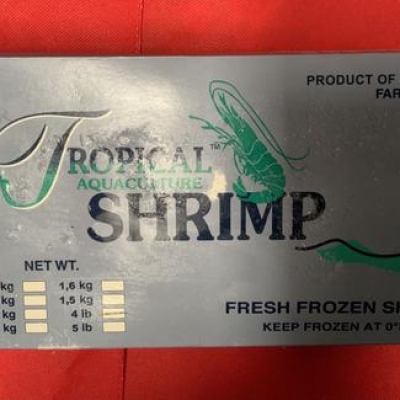 PRODUCT OF
FAR
TROPICAL™
AQUACULTURE
SHRIMP
NET WT.
kg 1,6 kg
kg 1,5 kg
kg 4 lb
kg 5 lb
FRESH FROZEN SH
KEEP FROZEN AT 0°